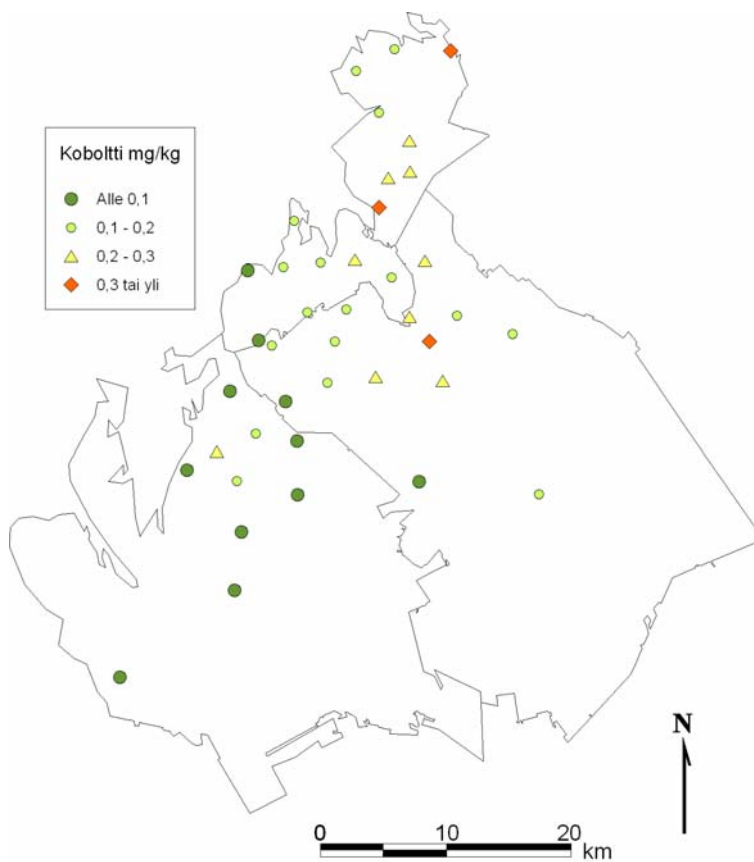 Koboltti mg/kg
Alle 0,1
0,1 - 0,2
0,2 - 0,3
0,3 tai yli
N
0 10 20
km